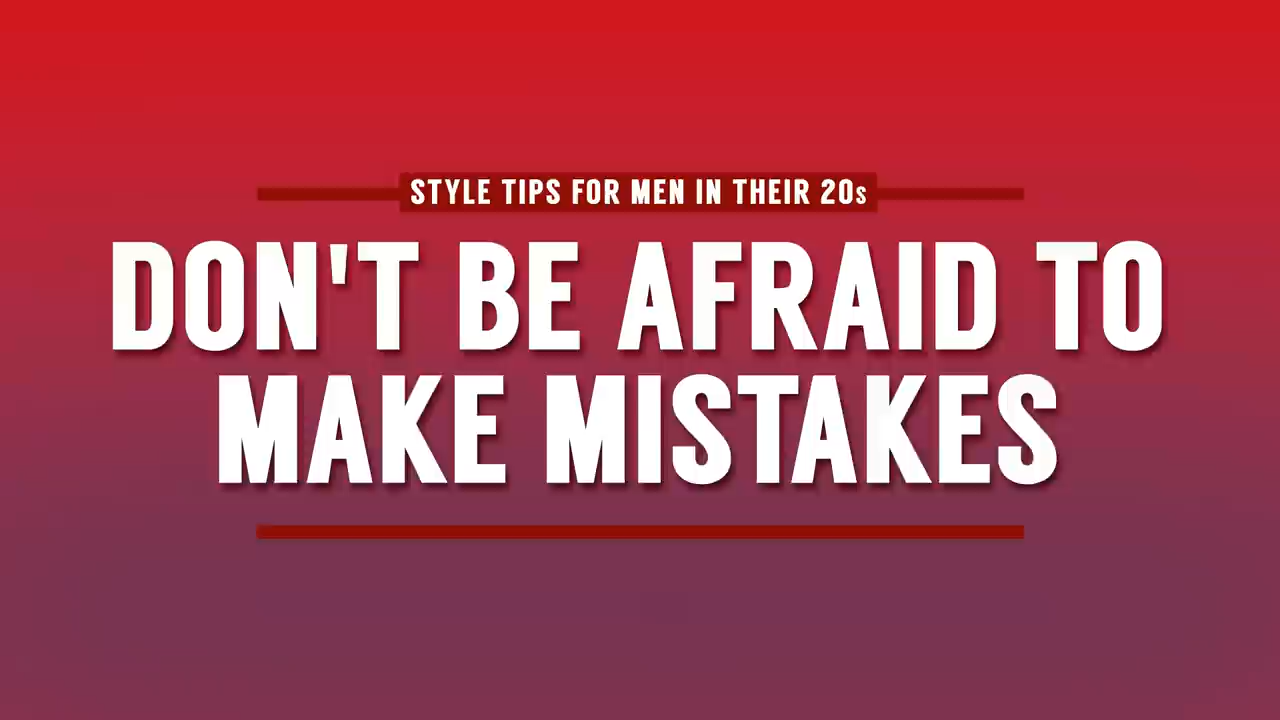 STYLE TIPS FOR MEN IN THEIR 20s
DON'T BE AFRAID TO
MAKE MISTAKES